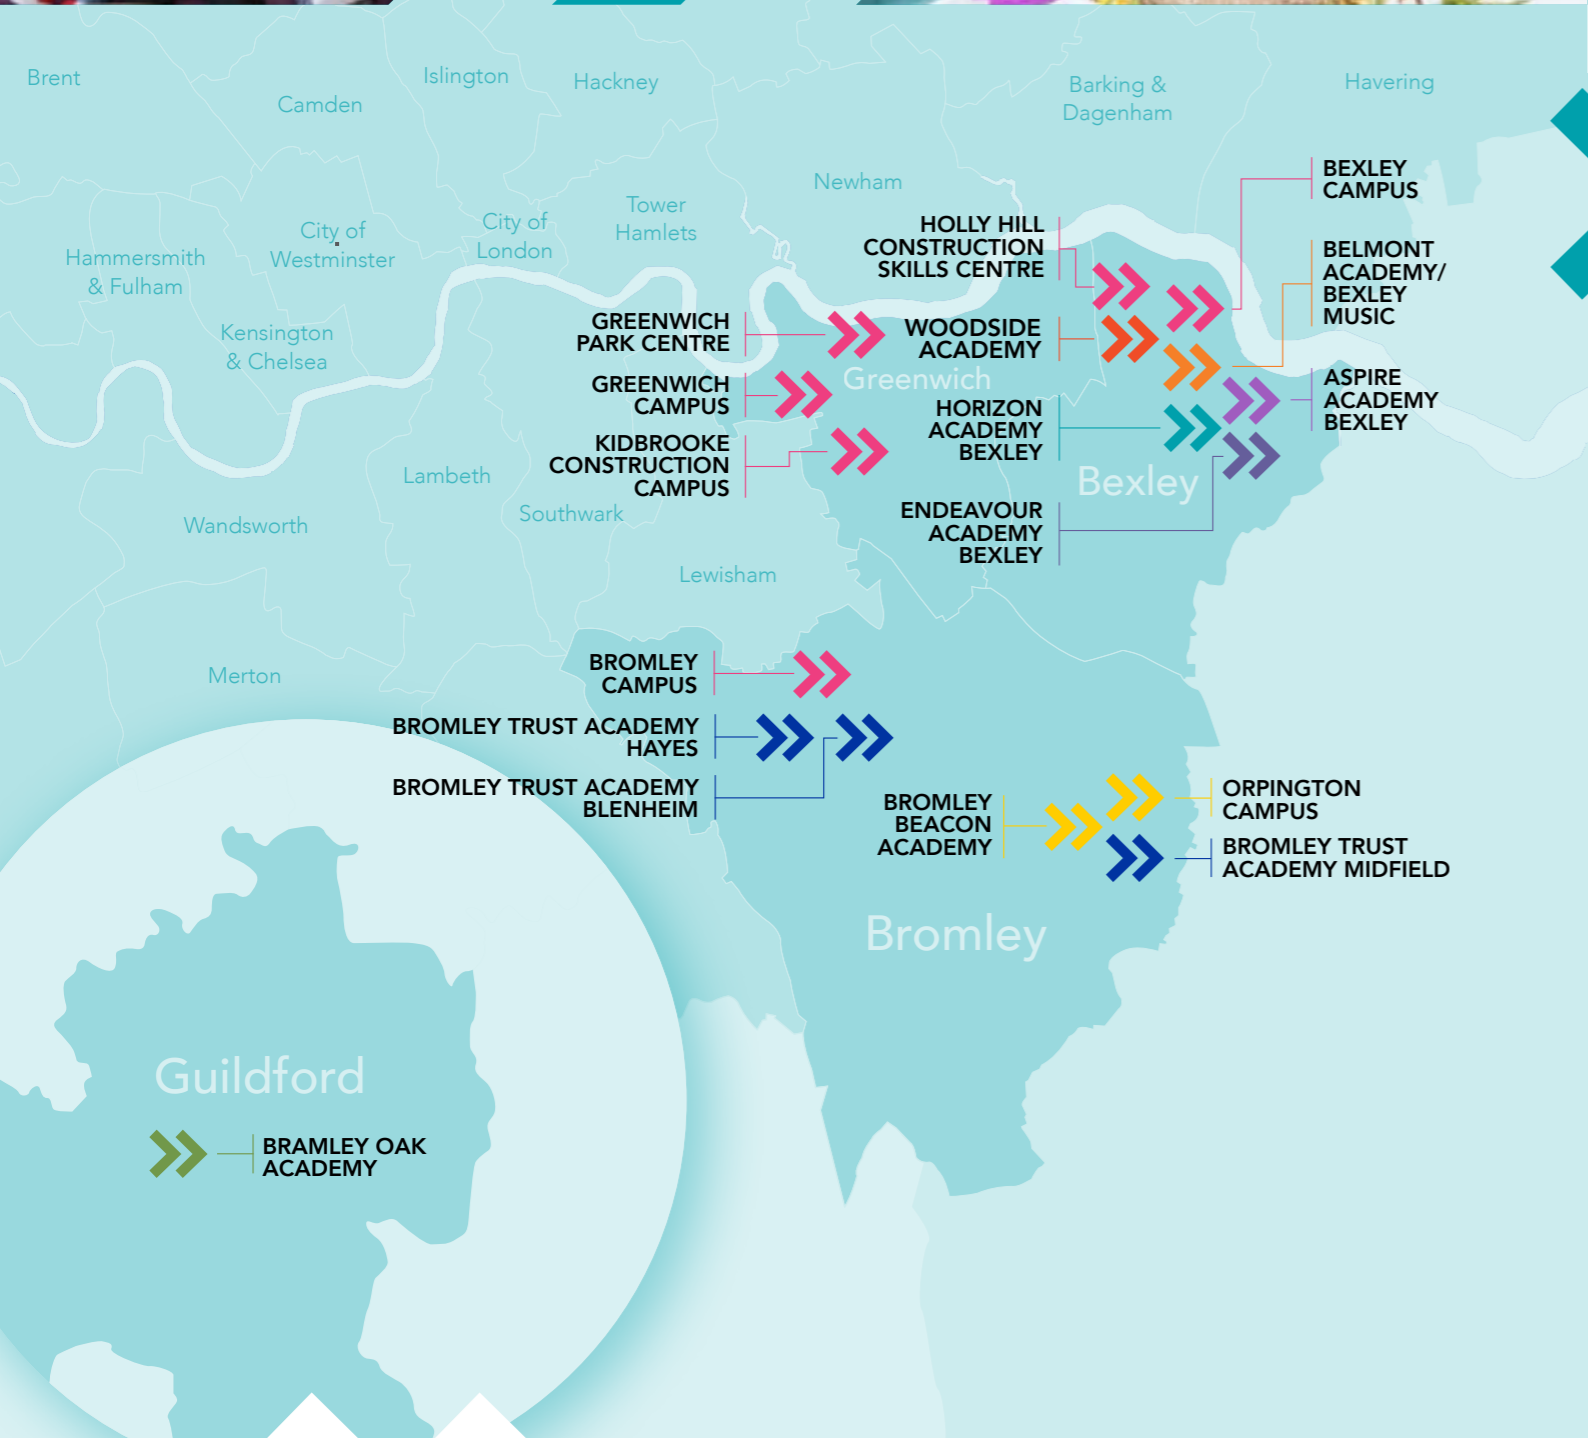 Brent
Camden
Islington
Hackney
Barking &
Dagenham
Havering
Hammersmith
& Fulham
City of
Westminster
City of
London
Tower
Hamlets
Newham
Kensington
& Chelsea
BEXLEY
CAMPUS
HOLLY HILL
CONSTRUCTION
SKILLS CENTRE
BELMONT
ACADEMY/
BEXLEY
MUSIC
GREENWICH
PARK CENTRE
WOODSIDE
ACADEMY
Greenwich
GREENWICH
CAMPUS
ASPIRE
ACADEMY
BEXLEY
HORIZON
ACADEMY
BEXLEY
KIDBROOKE
CONSTRUCTION
CAMPUS
Bexley
Lambeth
Southwark
Wandsworth
ENDEAVOUR
ACADEMY
BEXLEY
Lewisham
Merton
BROMLEY
CAMPUS
BROMLEY TRUST ACADEMY
HAYES
BROMLEY TRUST ACADEMY
BLENHEIM
BROMLEY
BEACON
ACADEMY
ORPINGTON
CAMPUS
BROMLEY TRUST
ACADEMY MIDFIELD
Bromley
Guildford
BRAMLEY OAK
ACADEMY